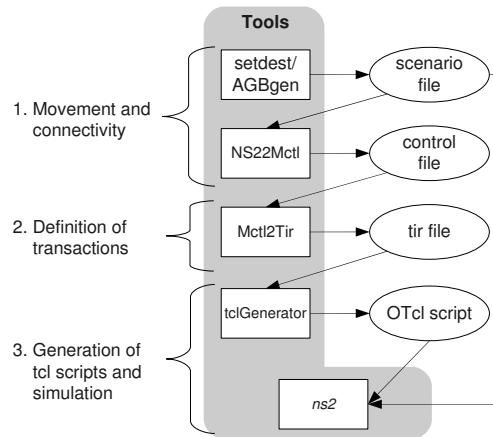 Tools
setdest/
AGBgen
scenario
file
1. Movement and
connectivity
NS22Mctl
control
file
2. Definition of
transactions
Mctl2Tir
tir file
tclGenerator
OTcl script
3. Generation of
tcl scripts and
simulation
ns2